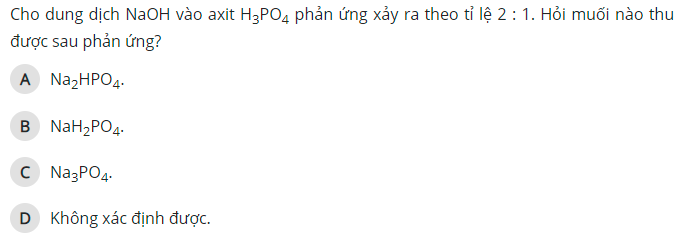 Cho dung dịch NaOH vào axit H₃PO₄ phản ứng xảy ra theo tỉ lệ 2 : 1. Hỏi muối nào thu
được sau phản ứng?
A Na₂HPO₄.
B NaH₂PO₄.
C Na₃PO₄.
D Không xác định được.